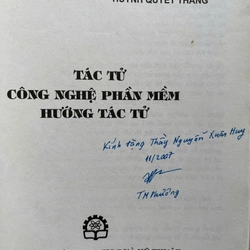 HUỲNH QUYẾT THẮNG
TÁC TỬ
CÔNG NGHỆ PHẦN MỀM
HƯỚNG TÁC TỬ
Kính tặng Thầy Nguyễn Xuân Huy
11/2007
TH Phương